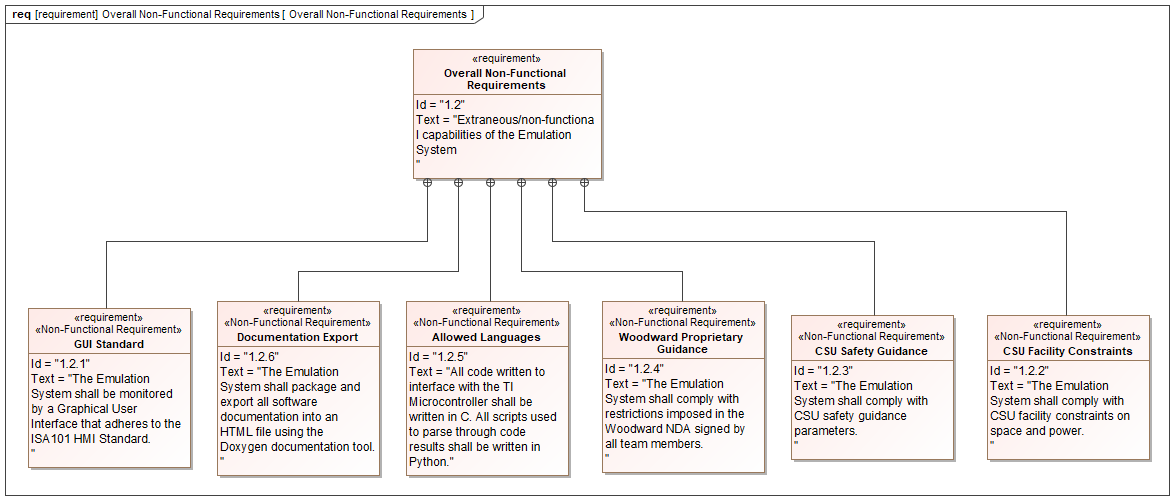 req [requirement] Overall Non-Functional Requirements [ Overall Non-Functional Requirements ]
«requirement»
Overall Non-Functional
Requirements
Id = "1.2"
Text = "Extraneous/non-functiona
l capabilities of the Emulation
System
"
«requirement»
«Non-Functional Requirement»
GUI Standard
Id = "1.2.1"
Text = "The Emulation
System shall be monitored
by a Graphical User
Interface that adheres to the
ISA101 HMI Standard.
"
«requirement»
«Non-Functional Requirement»
Documentation Export
Id = "1.2.6"
Text = "The Emulation
System shall package and
export all software
documentation into an
HTML file using the
Doxygen documentation tool.
"
«requirement»
«Non-Functional Requirement»
Allowed Languages
Id = "1.2.5"
Text = "All code written to
interface with the TI
Microcontroller shall be
written in C. All scripts used
to parse through code
results shall be written in
Python."
«requirement»
«Non-Functional Requirement»
Woodward Proprietary
Guidance
Id = "1.2.4"
Text = "The Emulation
System shall comply with
restrictions imposed in the
Woodward NDA signed by
all team members.
"
«requirement»
«Non-Functional Requirement»
CSU Safety Guidance
Id = "1.2.3"
Text = "The Emulation
System shall comply with
CSU safety guidance
parameters.
"
«requirement»
«Non-Functional Requirement»
CSU Facility Constraints
Id = "1.2.2"
Text = "The Emulation
System shall comply with
CSU facility constraints on
space and power.
"